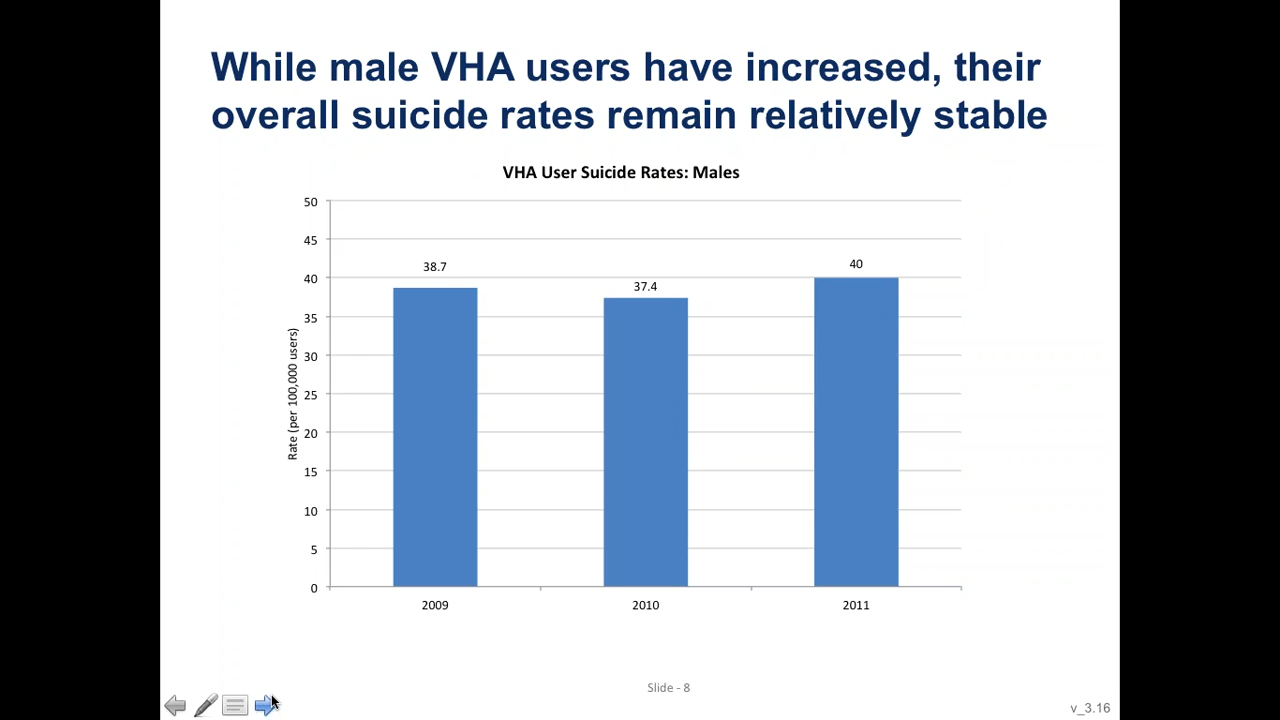 While male VHA users have increased, their
overall suicide rates remain relatively stable
VHA User Suicide Rates: Males
50
45
40
35
30
25
20
15
10
5
0
Rate (per 100,000 users)
38.7
37.4
40
2009
2010
2011
Slide - 8
v_3.16